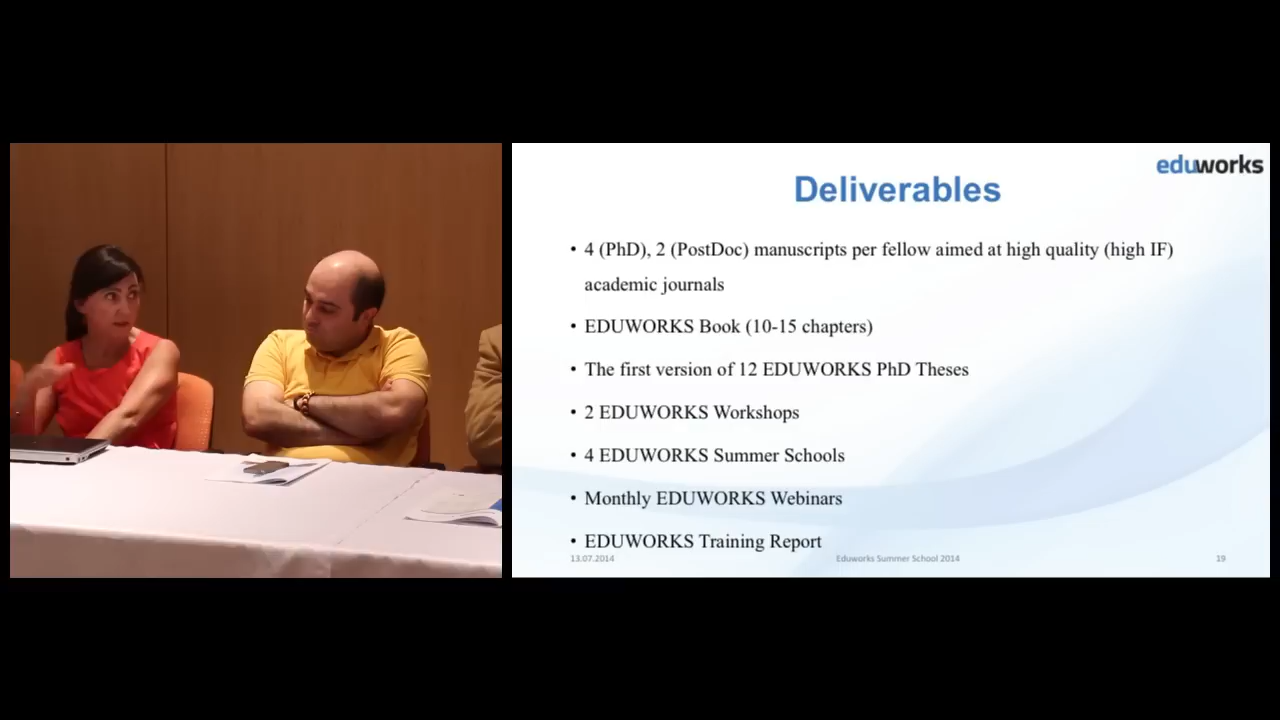 eduworks
Deliverables
• 4 (PhD), 2 (PostDoc) manuscripts per fellow aimed at high quality (high IF)
academic journals
• EDUWORKS Book (10-15 chapters)
• The first version of 12 EDUWORKS PhD Theses
• 2 EDUWORKS Workshops
• 4 EDUWORKS Summer Schools
• Monthly EDUWORKS Webinars
• EDUWORKS Training Report
13.07.2014 Eduworks Summer School 2014 19